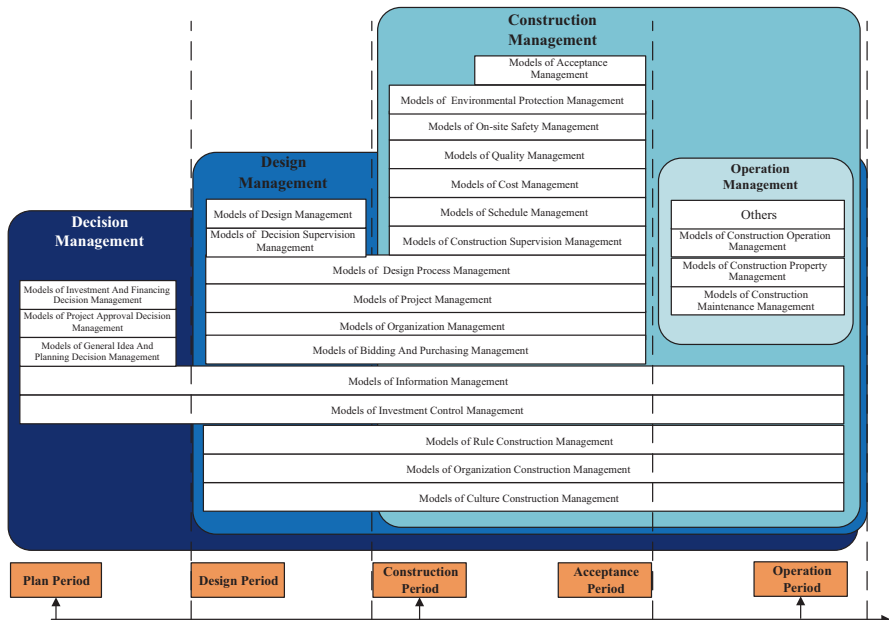 Construction
Management
Models of Acceptance
Management
Models of Environmental Protection Management
Models of On-site Safety Management
Models of Quality Management
Models of Cost Management
Models of Schedule Management
Models of Construction Supervision Management
Design
Management
Models of Design Management
Models of Decision Supervision
Management
Operation
Management
Others
Models of Construction Operation
Management
Models of Construction Property
Management
Models of Construction
Maintenance Management
Decision
Management
Models of Investment And Financing
Decision Management
Models of Project Approval Decision
Management
Models of General Idea And
Planning Decision Management
Models of Design Process Management
Models of Project Management
Models of Organization Management
Models of Bidding And Purchasing Management
Models of Information Management
Models of Investment Control Management
Models of Rule Construction Management
Models of Organization Construction Management
Models of Culture Construction Management
Plan Period
Design Period
Construction
Period
Acceptance
Period
Operation
Period